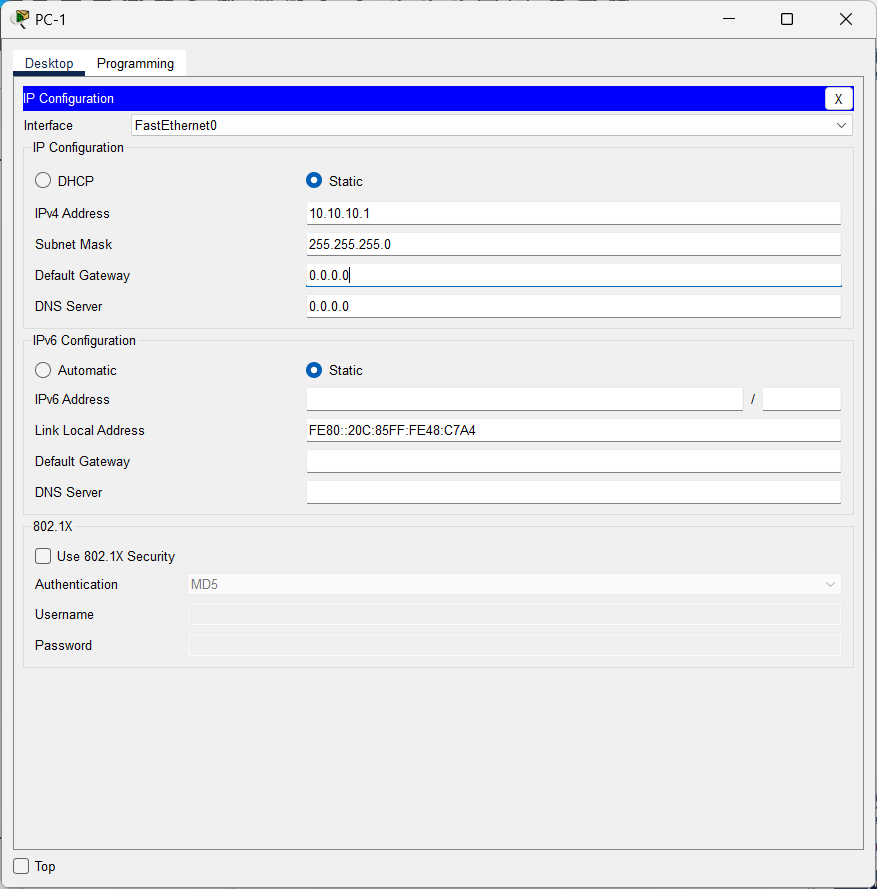 PC-1
Desktop Programming
IP Configuration X
Interface FastEthernet0
IP Configuration
DHCP Static
IPv4 Address 10.10.10.1
Subnet Mask 255.255.255.0
Default Gateway 0.0.0.0
DNS Server 0.0.0.0
IPv6 Configuration
Automatic Static
IPv6 Address /
Link Local Address FE80::20C:85FF:FE48:C7A4
Default Gateway
DNS Server
802.1X
Use 802.1X Security
Authentication MD5
Username
Password
Top